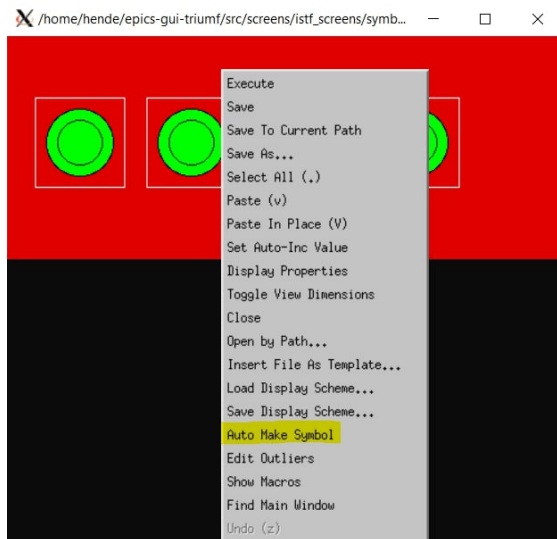 /home/hende/epics-gui-triumf/src/screens/istf_screens/symb...
Execute
Save
Save To Current Path
Save As...
Select All (.)
Paste (v)
Paste In Place (V)
Set Auto-Inc Value
Display Properties
Toggle View Dimensions
Close
Open by Path...
Insert File As Template...
Load Display Scheme...
Save Display Scheme...
Auto Make Symbol
Edit Outliers
Show Macros
Find Main Window
Undo (z)